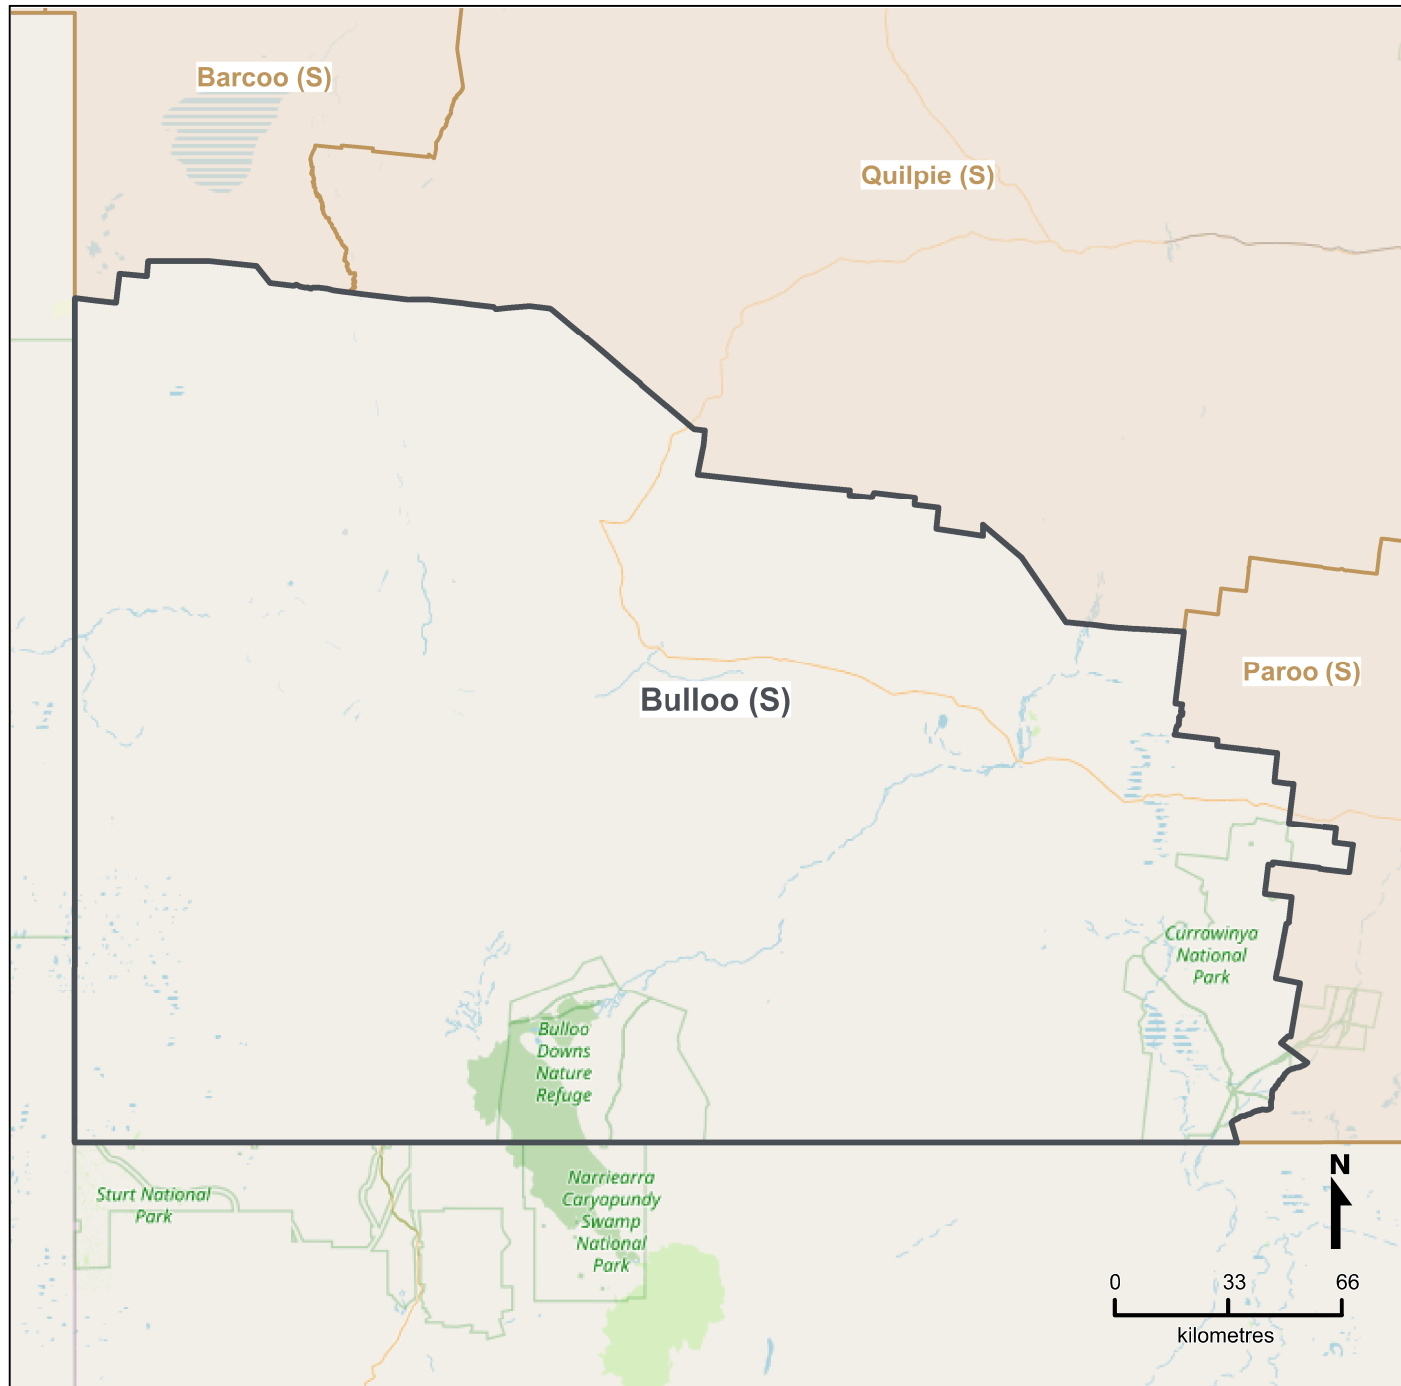 Barcoo (S)
Quilpie (S)
Paroo (S)
Bulloo (S)
Currawinya
National
Park
Bulloo
Downs
Nature
Refuge
Narriearra
Caryapundy
Swamp
National
Park
Sturt National
Park
N
0 33 66
kilometres